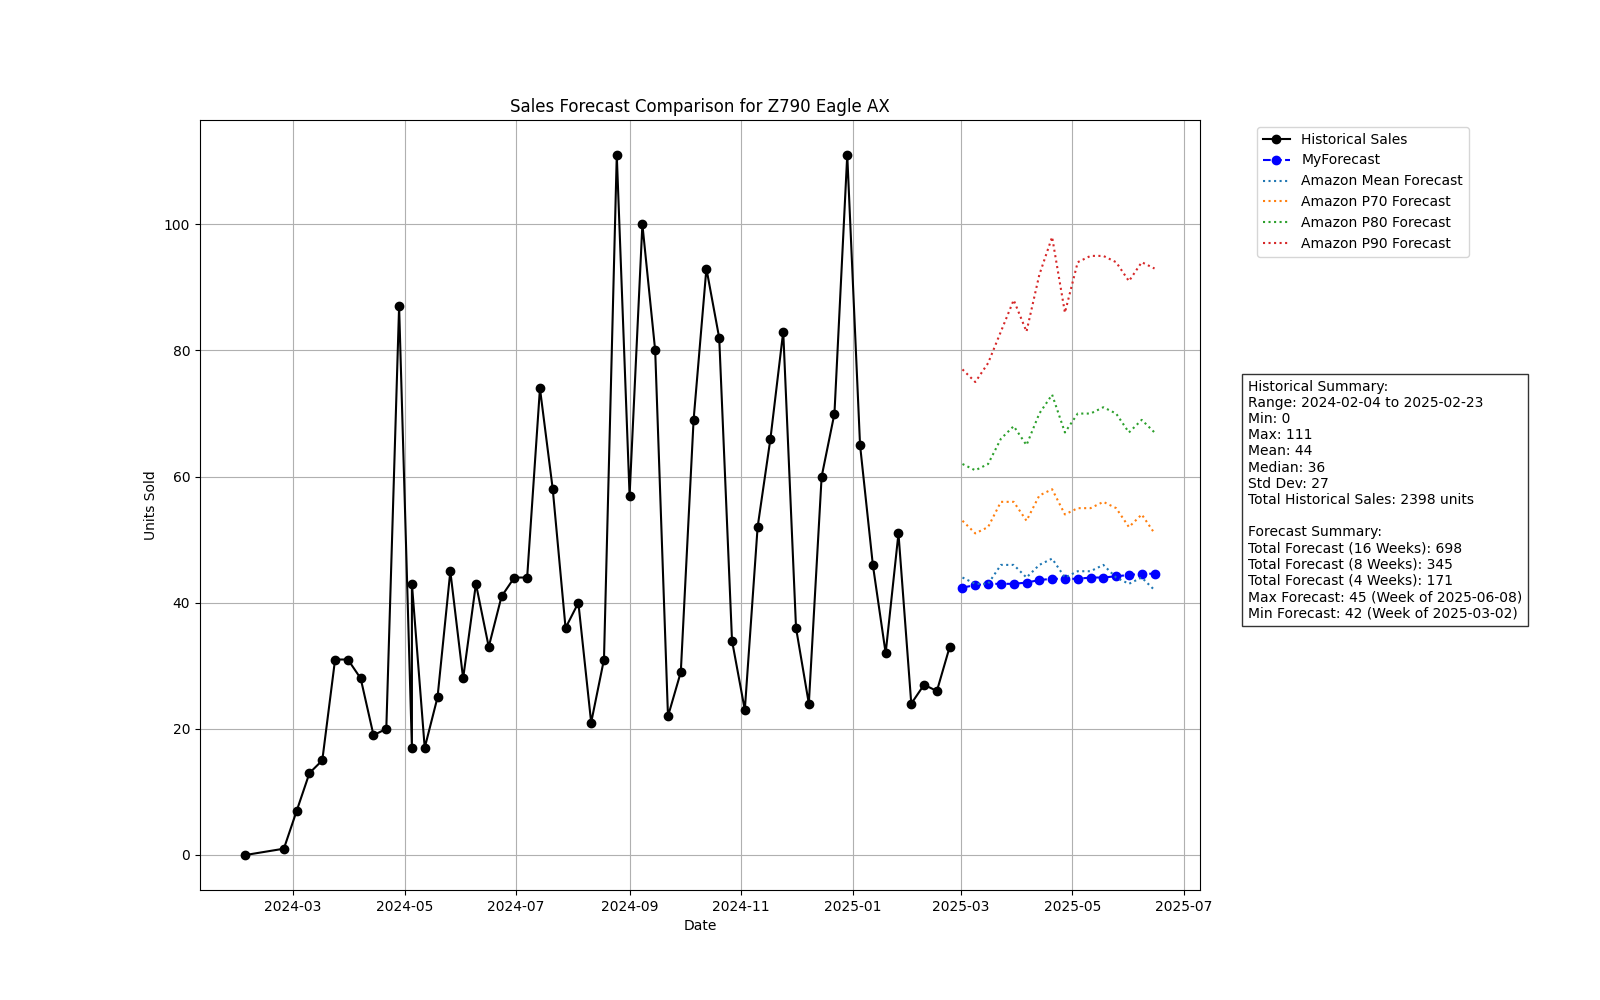 Sales Forecast Comparison for Z790 Eagle AX
Units Sold
100
80
60
40
20
0
2024-03
2024-05
2024-07
2024-09
2024-11
2025-01
2025-03
2025-05
2025-07
Date
Historical Sales
MyForecast
Amazon Mean Forecast
Amazon P70 Forecast
Amazon P80 Forecast
Amazon P90 Forecast
Historical Summary:
Range: 2024-02-04 to 2025-02-23
Min: 0
Max: 111
Mean: 44
Median: 36
Std Dev: 27
Total Historical Sales: 2398 units
Forecast Summary:
Total Forecast (16 Weeks): 698
Total Forecast (8 Weeks): 345
Total Forecast (4 Weeks): 171
Max Forecast: 45 (Week of 2025-06-08)
Min Forecast: 42 (Week of 2025-03-02)